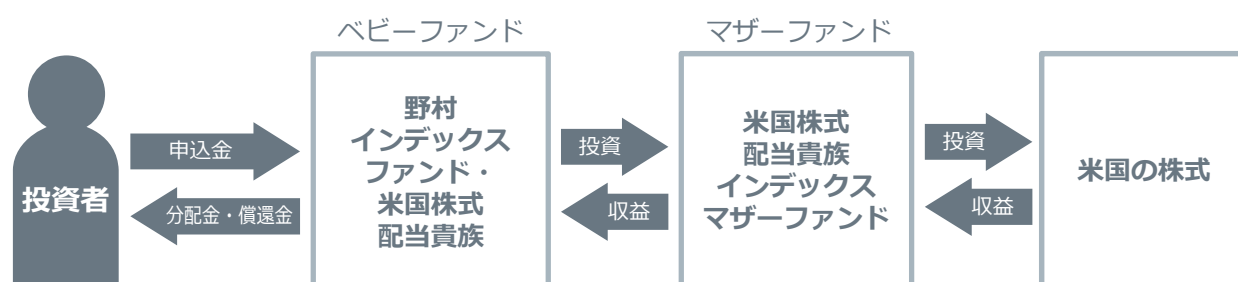 ベビーファンド
マザーファンド
投資者
申込金
分配金・償還金
野村
インデックス
ファンド・
米国株式
配当貴族
投資
収益
米国株式
配当貴族
インデックス
マザーファンド
投資
収益
米国の株式